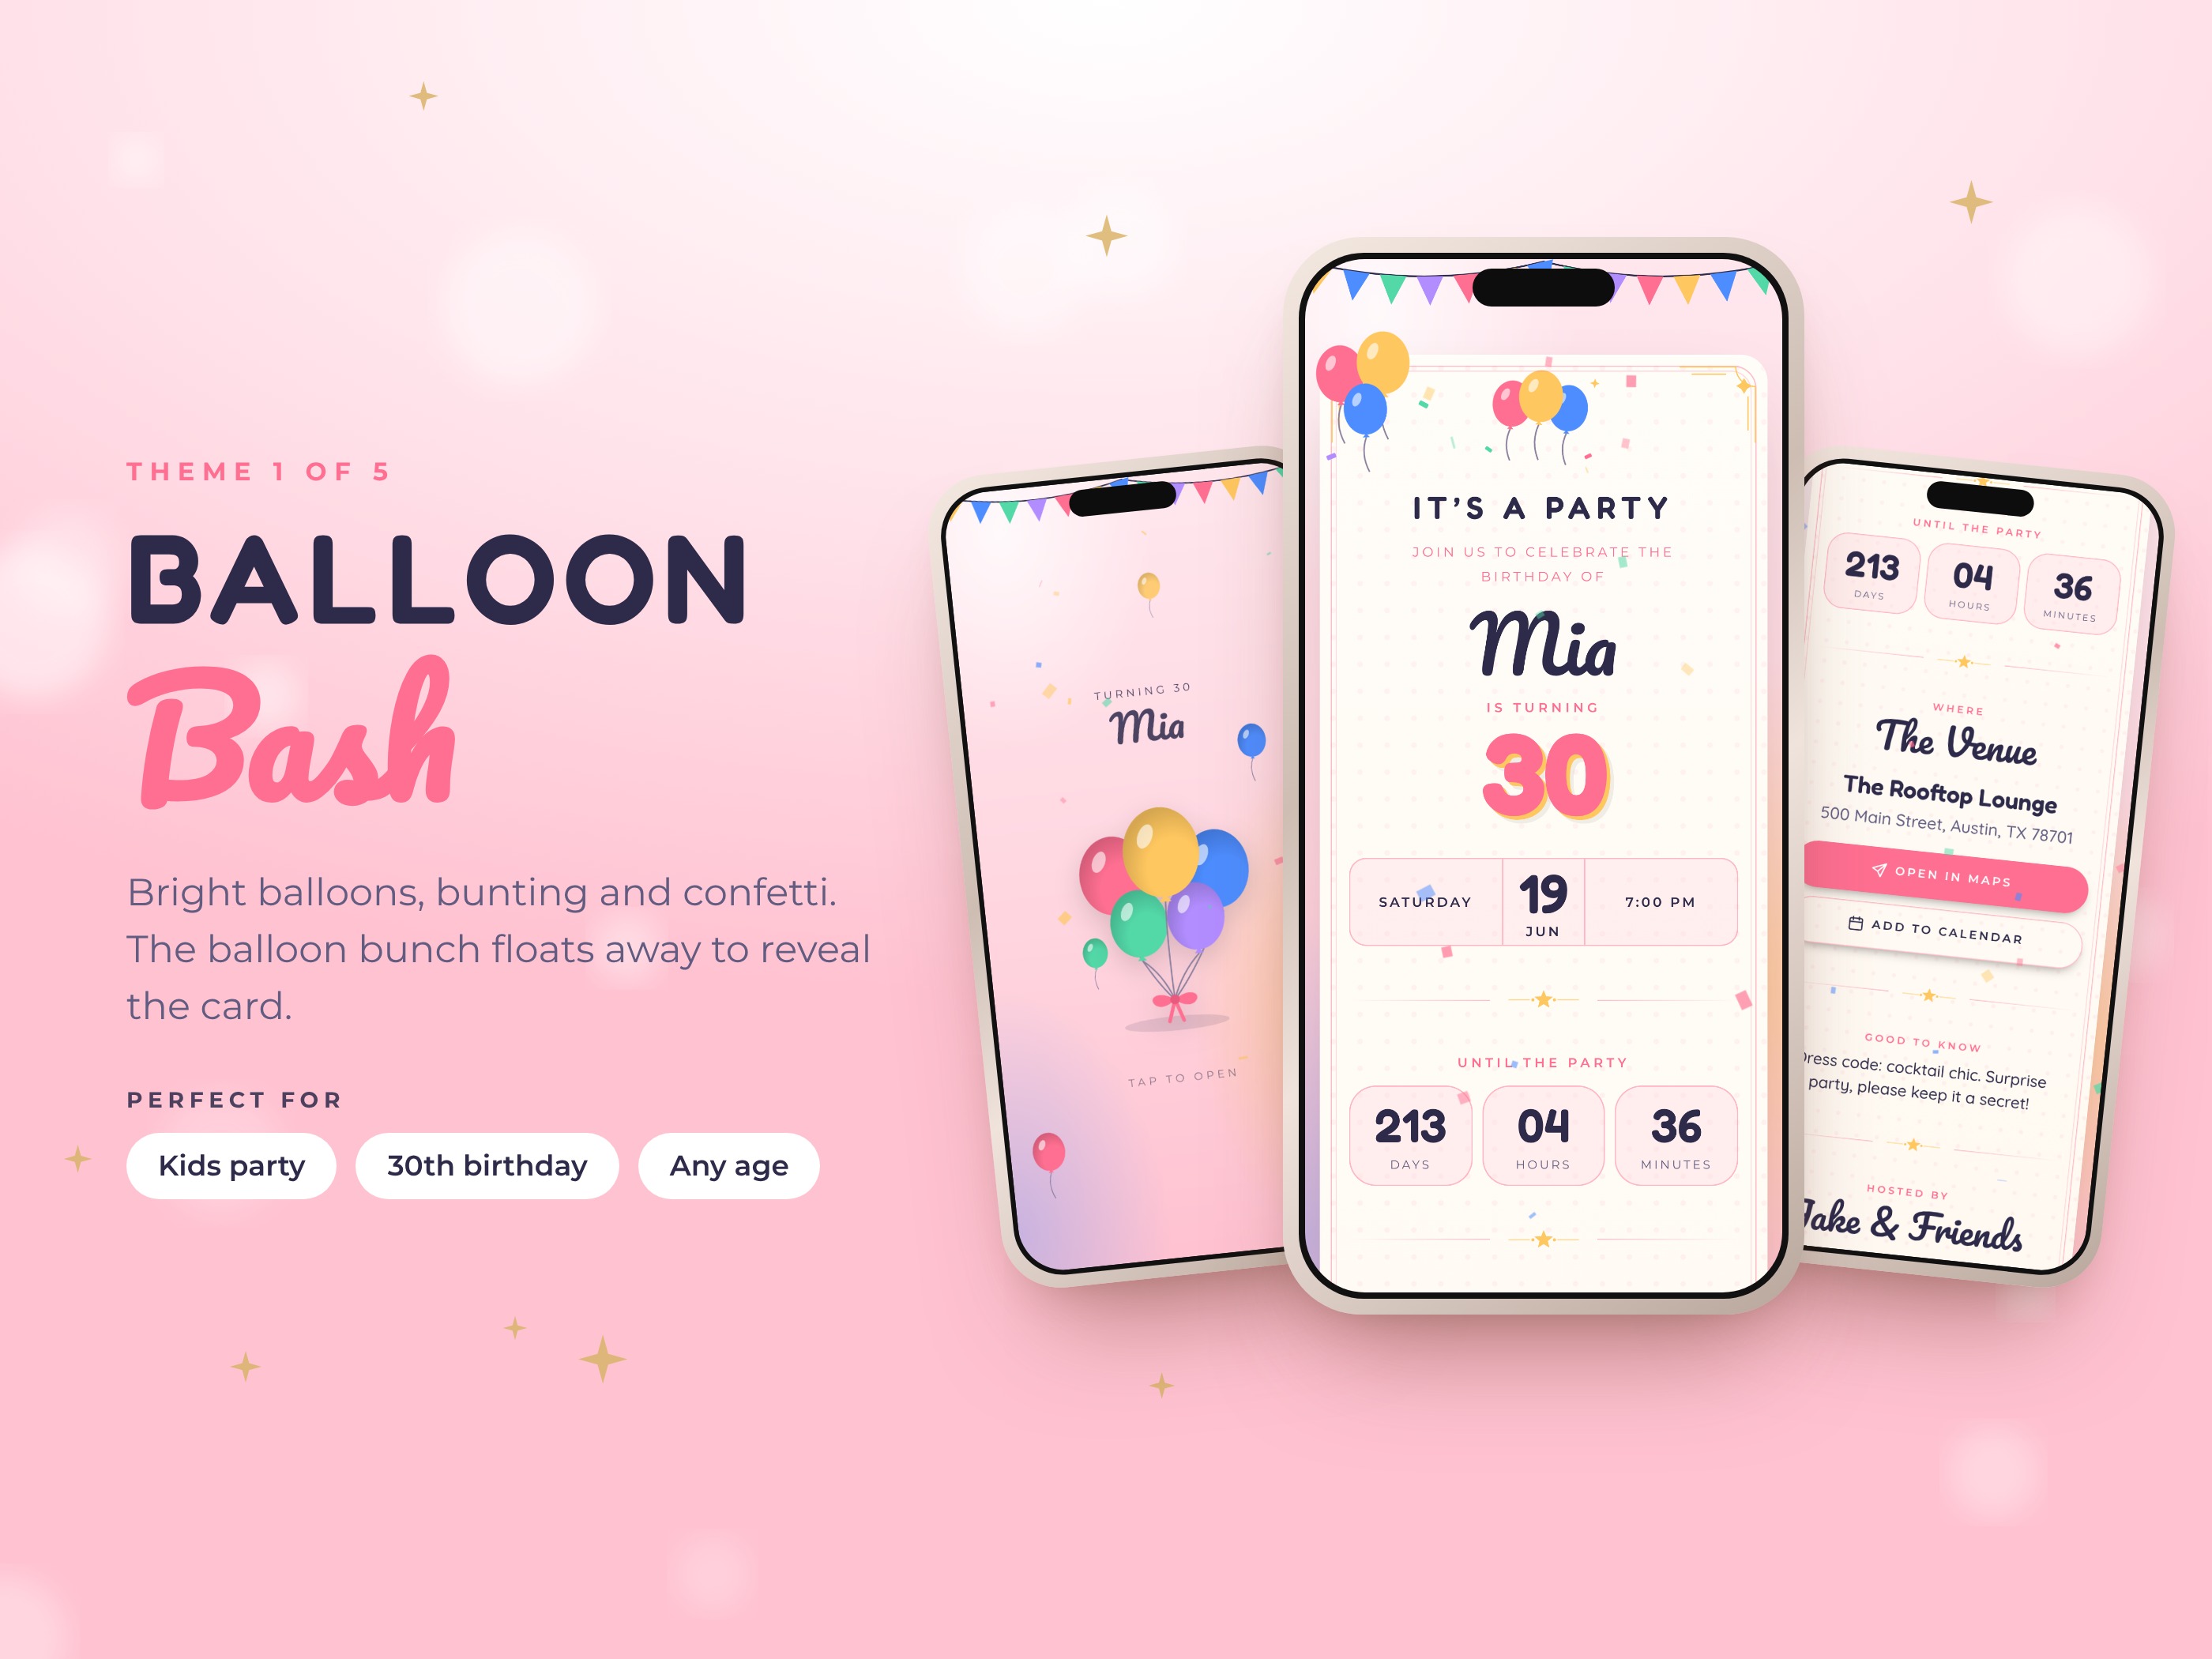 THEME 1 OF 5
BALLOON
Bash
Bright balloons, bunting and confetti.
The balloon bunch floats away to reveal
the card.
PERFECT FOR
Kids party
30th birthday
Any age
TURNING 30
Mia
TAP TO OPEN
IT'S A PARTY
JOIN US TO CELEBRATE THE
BIRTHDAY OF
Mia
IS TURNING
30
SATURDAY
19
JUN
7:00 PM
UNTIL THE PARTY
213 04 36
DAYS HOURS MINUTES
UNTIL THE PARTY
213 04 36
DAYS HOURS MINUTES
WHERE
The Venue
The Rooftop Lounge
500 Main Street, Austin, TX 78701
OPEN IN MAPS
ADD TO CALENDAR
GOOD TO KNOW
Dress code: cocktail chic. Surprise
party, please keep it a secret!
HOSTED BY
Jake & Friends